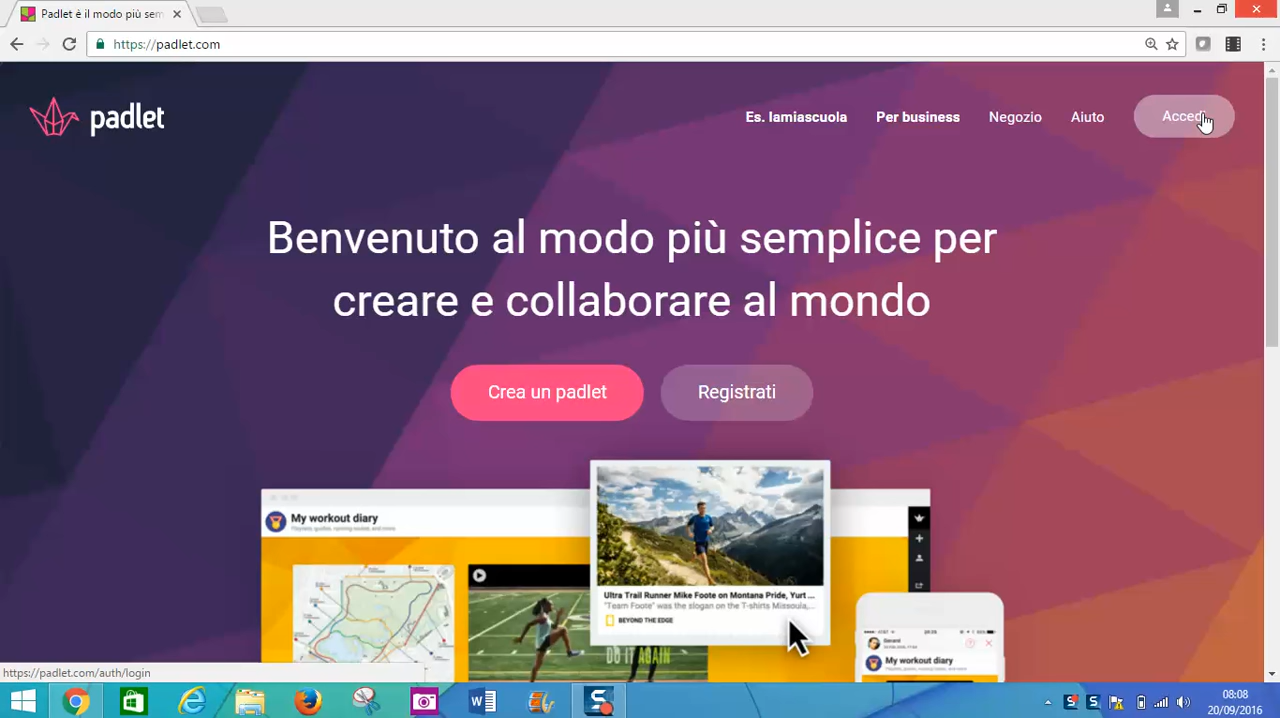 Padlet è il modo più sem
https://padlet.com
padlet
Es. lamiascuola
Per business
Negozio
Aiuto
Accedi
Benvenuto al modo più semplice per
creare e collaborare al mondo
Crea un padlet
Registrati
My workout diary
Ultra Trail Runner Mike Foote on Montana Pride, Yurt ...
"Team Foote" was the slogan on the T-shirts Missoula,...
BEYOND THE EDGE
DO IT AGAIN
Gerard
My workout diary
https://padlet.com/auth/login
08:08
20/09/2016